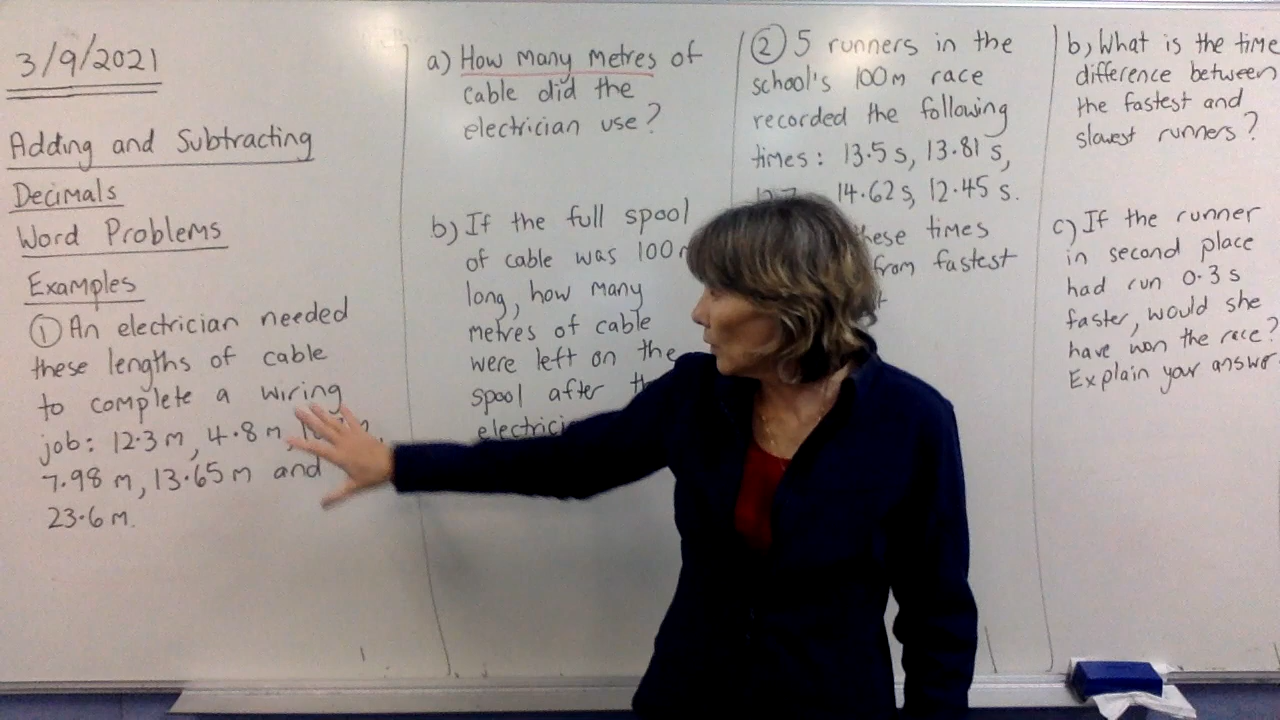 3/9/2021
Adding and Subtracting
Decimals
Word Problems
Examples
① An electrician needed
these lengths of cable
to complete a wiring
job: 12.3 m, 4.8 m,
7.98 m, 13.65 m and
23.6 m.
a) How many metres of
cable did the
electrician use?
b) If the full spool
of cable was 100
long, how many
metres of cable
were left on the
spool after
② 5 runners in the
school's 100m race
recorded the following
times: 13.5 s, 13.81 s,
14.62 s, 12.45 s.
these times
from fastest
b) What is the time
difference between
the fastest and
slowest runners?
c) If the runner
in second place
had run 0.3 s
faster, would she
have won the race?
Explain your